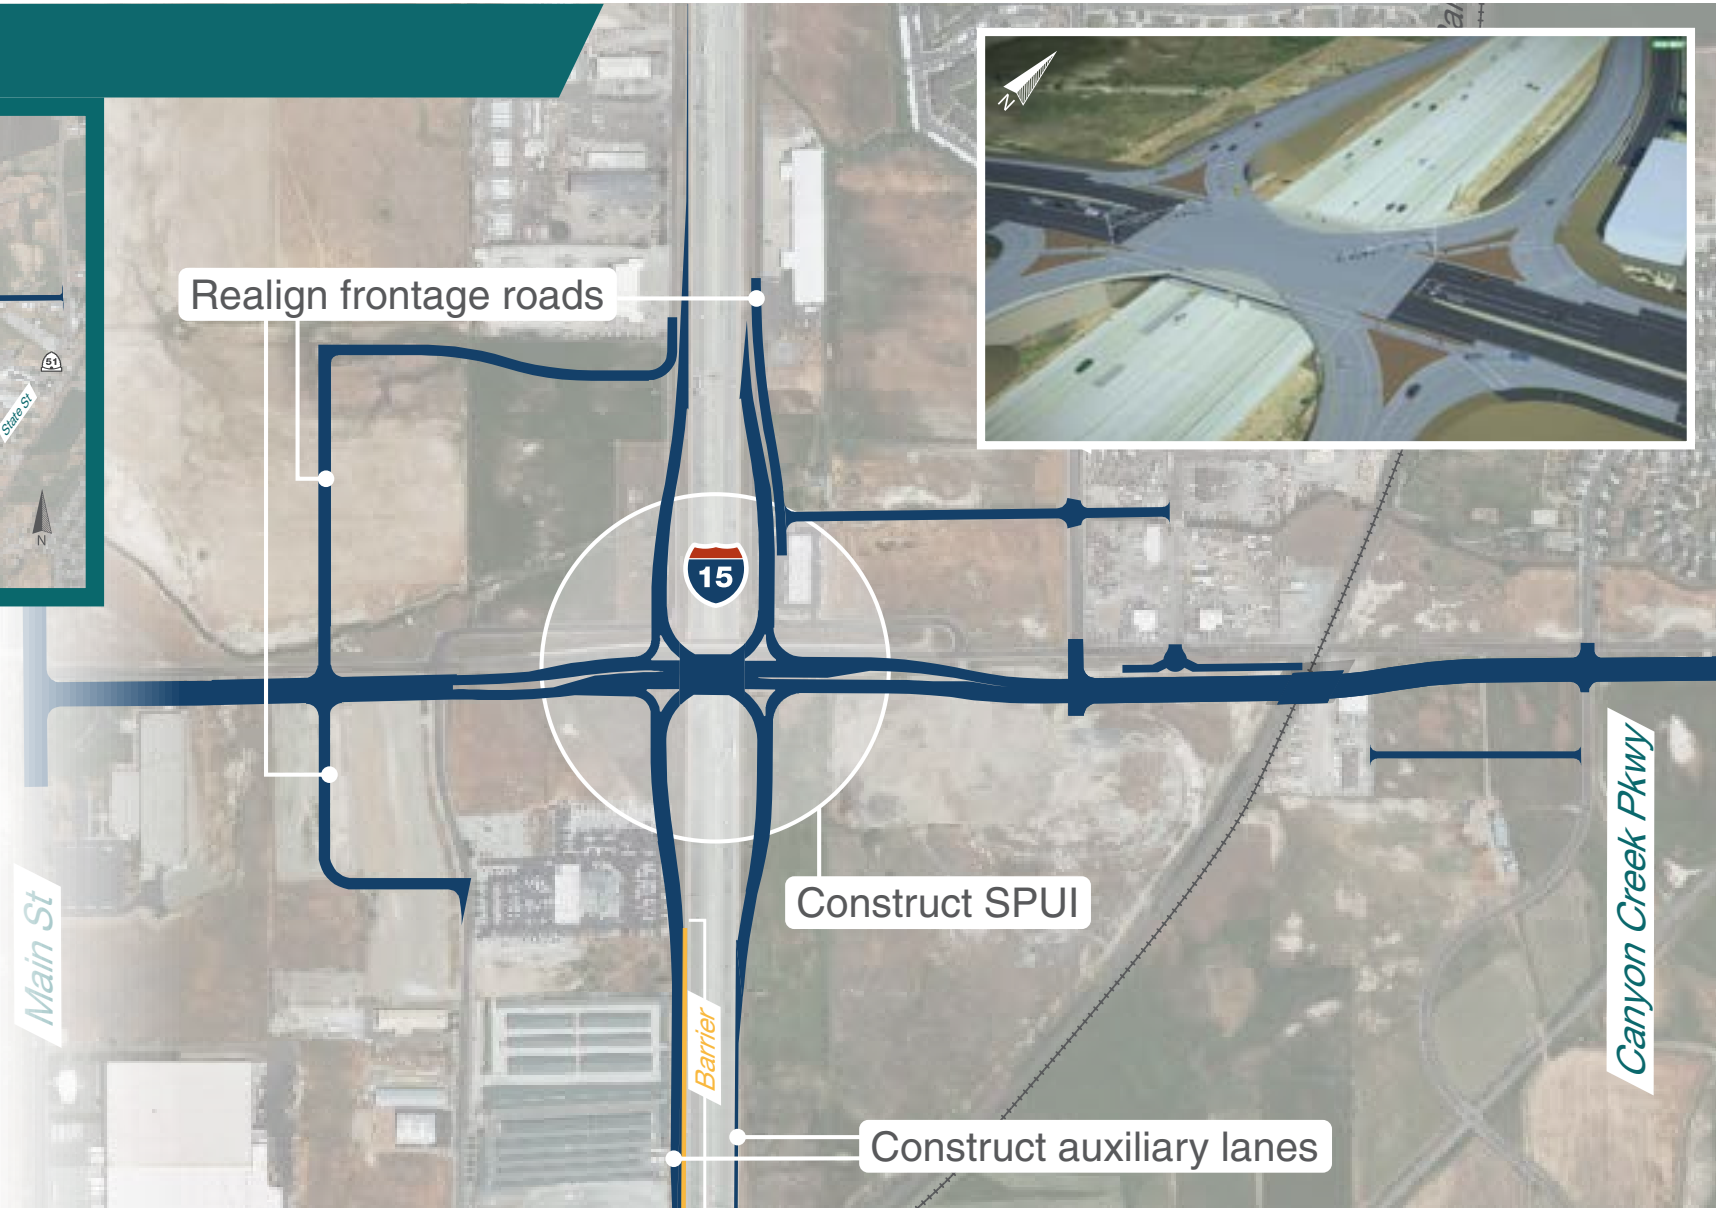 N
Realign frontage roads
51
State St
N
15
Construct SPUI
Main St
Barrier
Canyon Creek Pkwy
Construct auxiliary lanes